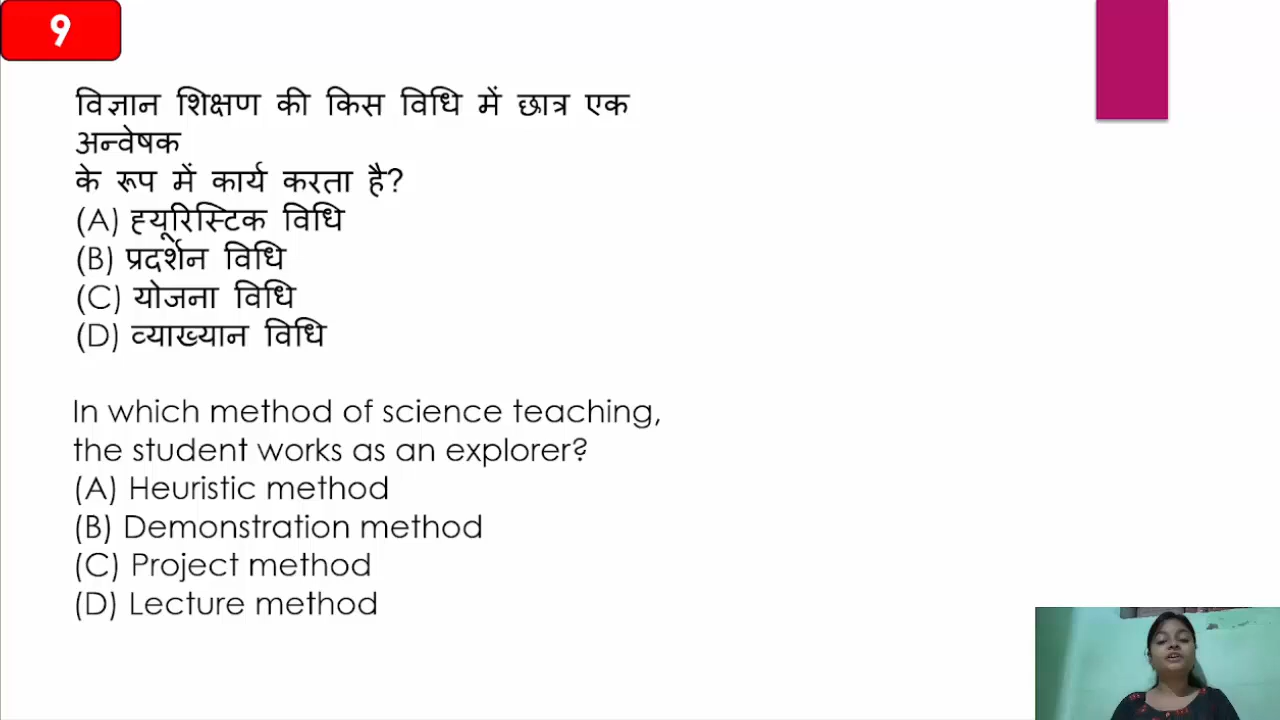 9
विज्ञान शिक्षण की किस विधि में छात्र एक
अन्वेषक
के रूप में कार्य करता है?
(A) ह्यूरिस्टिक विधि
(B) प्रदर्शन विधि
(C) योजना विधि
(D) व्याख्यान विधि
In which method of science teaching,
the student works as an explorer?
(A) Heuristic method
(B) Demonstration method
(C) Project method
(D) Lecture method